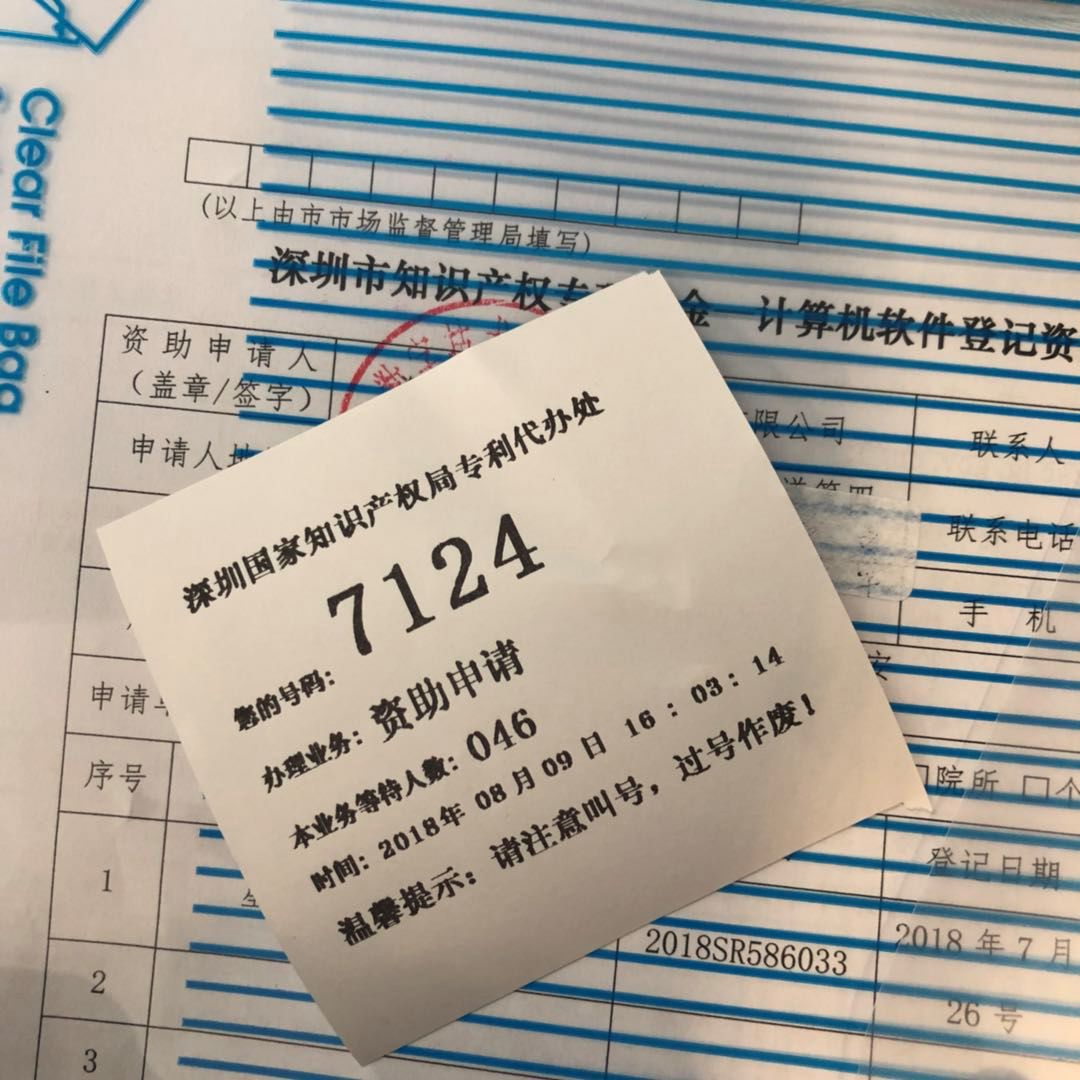 Clear File Bag
(以上由市市场监督管理局填写)
深圳市知识产权专 金 计算机软件登记资
资助申请人
(盖章/签字)
限公司
联系人
申请人地
联系电话
手 机
申请
序号
院所 □个
登记日期
1
2018SR586033
2018 年 7 月
26 号
2
3
深圳国家知识产权局专利代办处
您的号码: 7124
办理业务: 资助申请
本业务等待人数: 046
时间: 2018年 08 月 09 日 16 : 03 : 14
温馨提示: 请注意叫号, 过号作废!